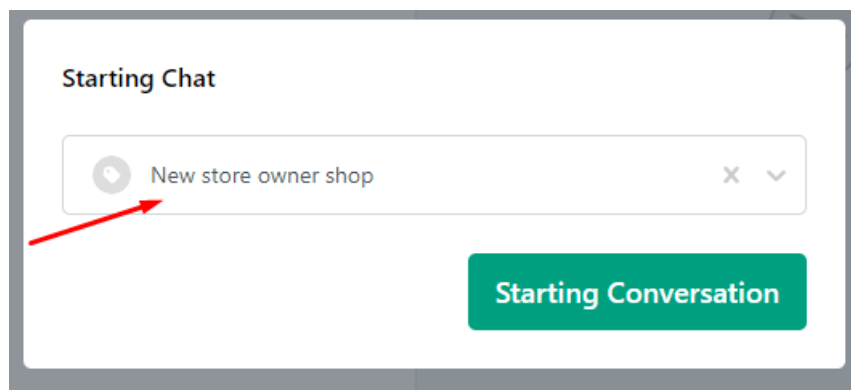 Starting Chat
New store owner shop
Starting Conversation